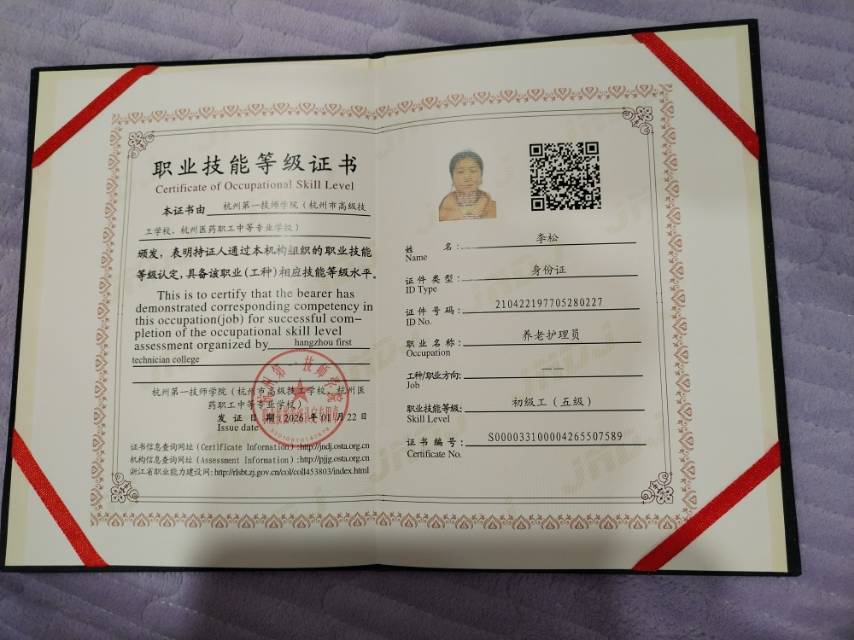 职业技能等级证书
Certificate of Occupational Skill Level
本证书由 杭州第一技师学院（杭州市高级技
工学校、杭州医药职工中等专业学校）
颁发，表明持证人通过本机构组织的职业技能
等级认定，具备该职业（工种）相应技能等级水平。
This is to certify that the bearer has
demonstrated corresponding competency in
this occupation(job) for successful com-
pletion of the occupational skill level
assessment organized by hangzhou first
technician college
杭州第一技师学院（杭州市高级技工学校、杭州医
药职工中等专业学校）
发证日期 2026 年 01 月 22 日
Issue date
证书信息查询网址 (Certificate Information) :http://jndj.osta.org.cn
机构信息查询网址 (Assessment Information) :http://pjjg.osta.org.cn
浙江省职业能力建设网:http://rlsbt.zj.gov.cn/col/coll453803/index.html
姓名: 李松
Name
证件类型: 身份证
ID Type
证件号码: 210422197705280227
ID No.
职业名称: 养老护理员
Occupation
工种/职业方向: ——
Job
职业技能等级: 初级工（五级）
Skill Level
证书编号: S000033100004265507589
Certificate No.